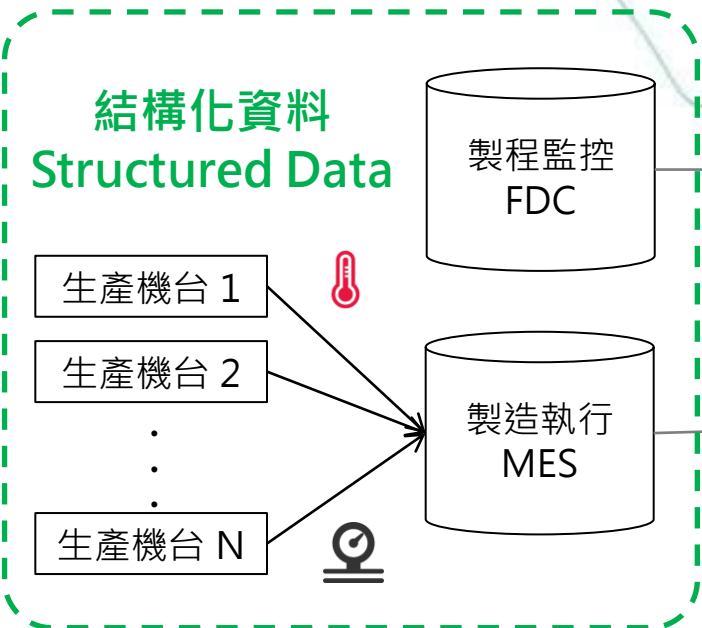 結構化資料
Structured Data
製程監控
FDC
生產機台 1
生產機台 2
.
.
.
生產機台 N
製造執行
MES